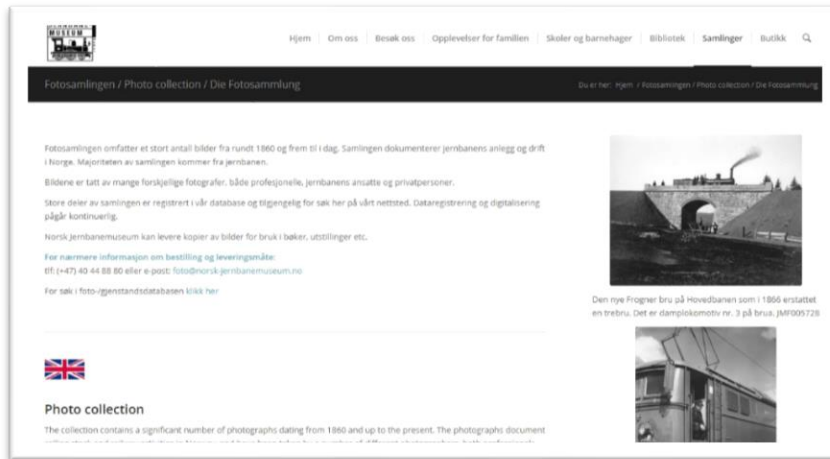 MUSEUM
Hjem Om oss Besøk oss Opplevelser for familien Skoler og barnehager Bibliotek Samlinger Butikk
Fotosamlingen / Photo collection / Die Fotosammlung
Du er her: Hjem / Fotosamlingen / Photo collection / Die Fotosammlung
Fotosamlingen omfatter et stort antall bilder fra rundt 1860 og frem til i dag. Samlingen dokumenterer jernbanens anlegg og drift
i Norge. Majoriteten av samlingen kommer fra jernbanen.
Bildene er tatt av mange forskjellige fotografer, både profesjonelle, jernbanens ansatte og privatpersoner.
Store deler av samlingen er registrert i vår database og tilgjengelig for søk her på vårt nettsted. Dataregistrering og digitalisering
pågår kontinuerlig.
Norsk Jernbanemuseum kan levere kopier av bilder for bruk i bøker, utstillinger etc.
For nærmere informasjon om bestilling og leveringsmåte:
tlf: (+47) 40 44 88 80 eller e-post: foto@norsk-jernbanemuseum.no
For søk i foto-/gjenstandsdatabasen klikk her
Den nye Frogner bru på Hovedbanen som i 1866 erstattet
en trebru. Det er damplokomotiv nr. 3 på brua. JMF005728
Photo collection
The collection contains a significant number of photographs dating from 1860 and up to the present. The photographs document